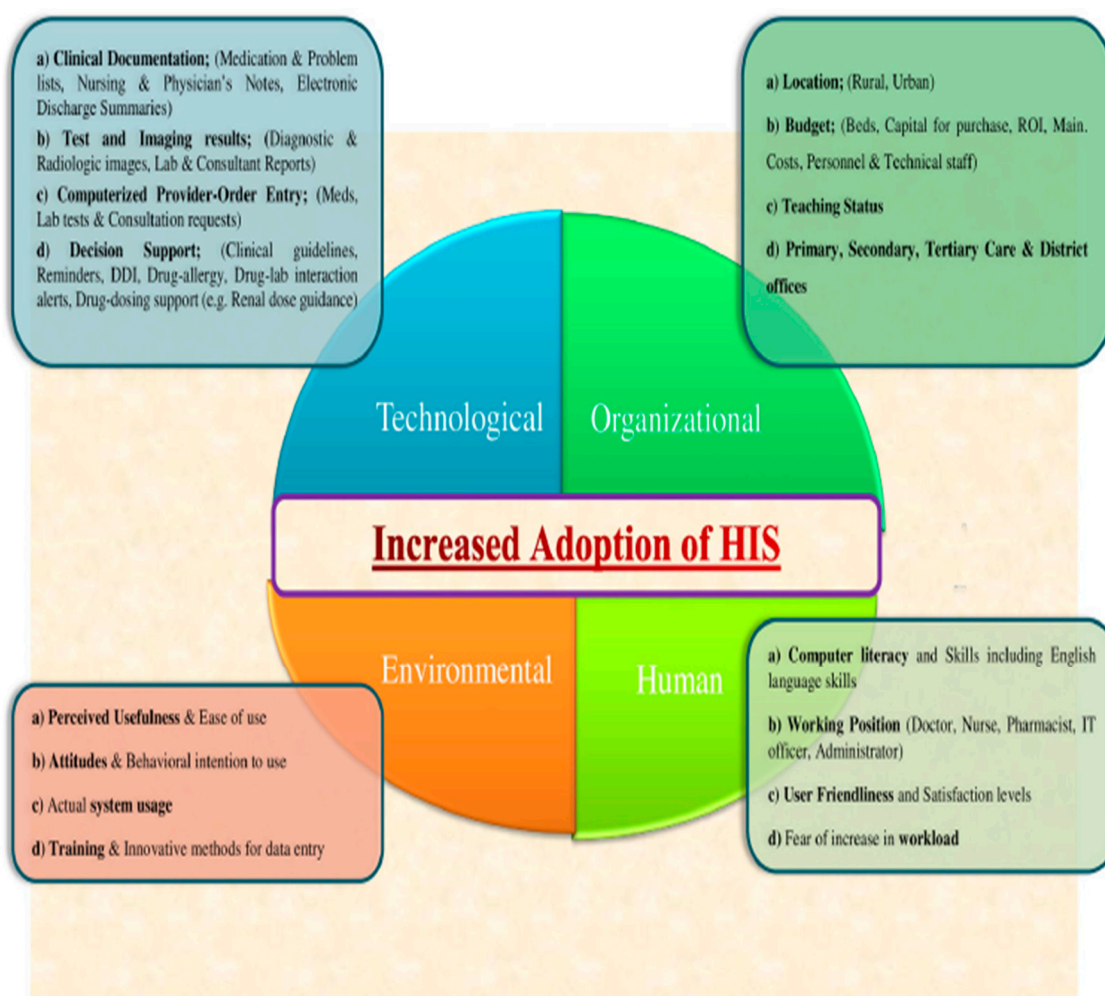 a) Clinical Documentation; (Medication & Problem
lists, Nursing & Physician's Notes, Electronic
Discharge Summaries)
b) Test and Imaging results; (Diagnostic &
Radiologic images, Lab & Consultant Reports)
c) Computerized Provider-Order Entry; (Meds,
Lab tests & Consultation requests)
d) Decision Support; (Clinical guidelines,
Reminders, DDI, Drug-allergy, Drug-lab interaction
alerts, Drug-dosing support (e.g. Renal dose guidance)
a) Location; (Rural, Urban)
b) Budget; (Beds, Capital for purchase, ROI, Main.
Costs, Personnel & Technical staff)
c) Teaching Status
d) Primary, Secondary, Tertiary Care & District
offices
Technological
Organizational
Increased Adoption of HIS
Environmental
Human
a) Perceived Usefulness & Ease of use
b) Attitudes & Behavioral intention to use
c) Actual system usage
d) Training & Innovative methods for data entry
a) Computer literacy and Skills including English
language skills
b) Working Position (Doctor, Nurse, Pharmacist, IT
officer, Administrator)
c) User Friendliness and Satisfaction levels
d) Fear of increase in workload